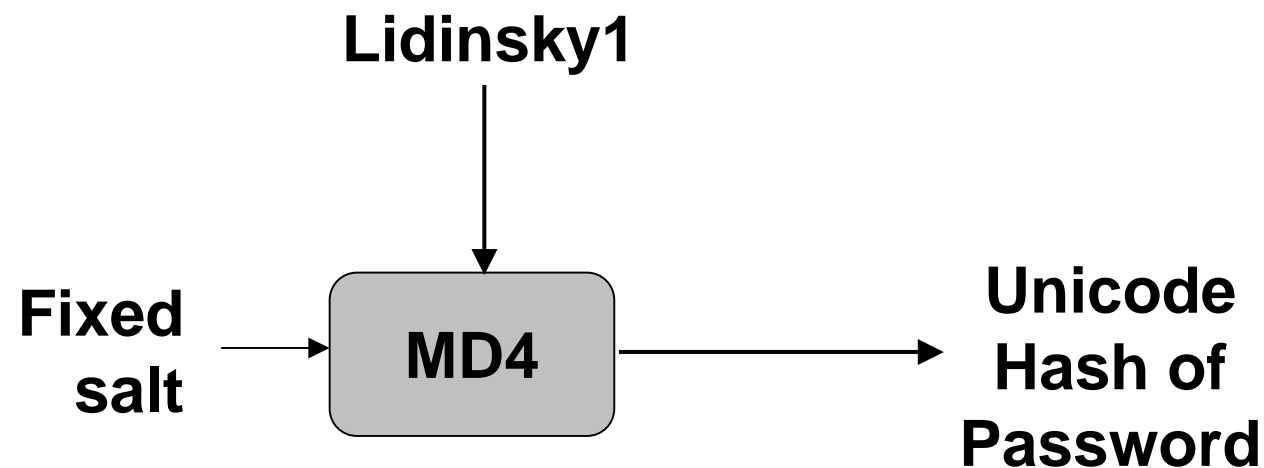 Lidinsky1
Fixed
salt
MD4
Unicode
Hash of
Password